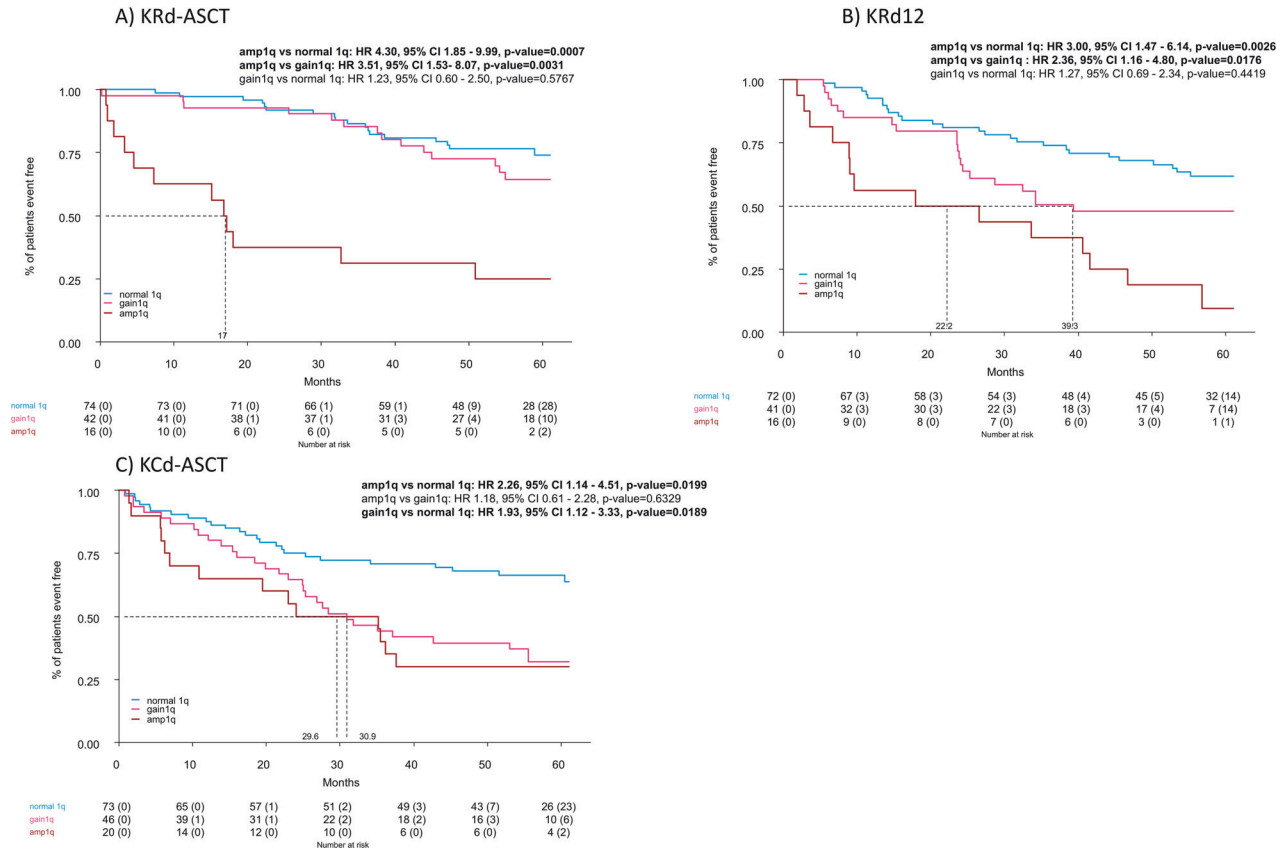 A) KRd-ASCT
amp1q vs normal 1q: HR 4.30, 95% CI 1.85 - 9.99, p-value=0.0007
amp1q vs gain1q: HR 3.51, 95% CI 1.53- 8.07, p-value=0.0031
gain1q vs normal 1q: HR 1.23, 95% CI 0.60 - 2.50, p-value=0.5767
% of patients event free
1.00
0.75
0.50
0.25
0.00
normal 1q
gain1q
amp1q
17
0 10 20 30 40 50 60
Months
normal 1q 74 (0) 73 (0) 71 (0) 66 (1) 59 (1) 48 (9) 28 (28)
gain1q 42 (0) 41 (0) 38 (1) 37 (1) 31 (3) 27 (4) 18 (10)
amp1q 16 (0) 10 (0) 6 (0) 6 (0) 5 (0) 5 (0) 2 (2)
Number at risk
B) KRd12
amp1q vs normal 1q: HR 3.00, 95% CI 1.47 - 6.14, p-value=0.0026
amp1q vs gain1q : HR 2.36, 95% CI 1.16 - 4.80, p-value=0.0176
gain1q vs normal 1q: HR 1.27, 95% CI 0.69 - 2.34, p-value=0.4419
% of patients event free
1.00
0.75
0.50
0.25
0.00
normal 1q
gain1q
amp1q
22.2 39.3
0 10 20 30 40 50 60
Months
normal 1q 72 (0) 67 (3) 58 (3) 54 (3) 48 (4) 45 (5) 32 (14)
gain1q 41 (0) 32 (3) 30 (3) 22 (3) 18 (3) 17 (4) 7 (14)
amp1q 16 (0) 9 (0) 8 (0) 7 (0) 6 (0) 3 (0) 1 (1)
Number at risk
C) KCd-ASCT
amp1q vs normal 1q: HR 2.26, 95% CI 1.14 - 4.51, p-value=0.0199
amp1q vs gain1q: HR 1.18, 95% CI 0.61 - 2.28, p-value=0.6329
gain1q vs normal 1q: HR 1.93, 95% CI 1.12 - 3.33, p-value=0.0189
% of patients event free
1.00
0.75
0.50
0.25
0.00
normal 1q
gain1q
amp1q
29.6 30.9
0 10 20 30 40 50 60
Months
normal 1q 73 (0) 65 (0) 57 (1) 51 (2) 49 (3) 43 (7) 26 (23)
gain1q 46 (0) 39 (1) 31 (1) 22 (2) 18 (2) 16 (3) 10 (6)
amp1q 20 (0) 14 (0) 12 (0) 10 (0) 6 (0) 6 (0) 4 (2)
Number at risk